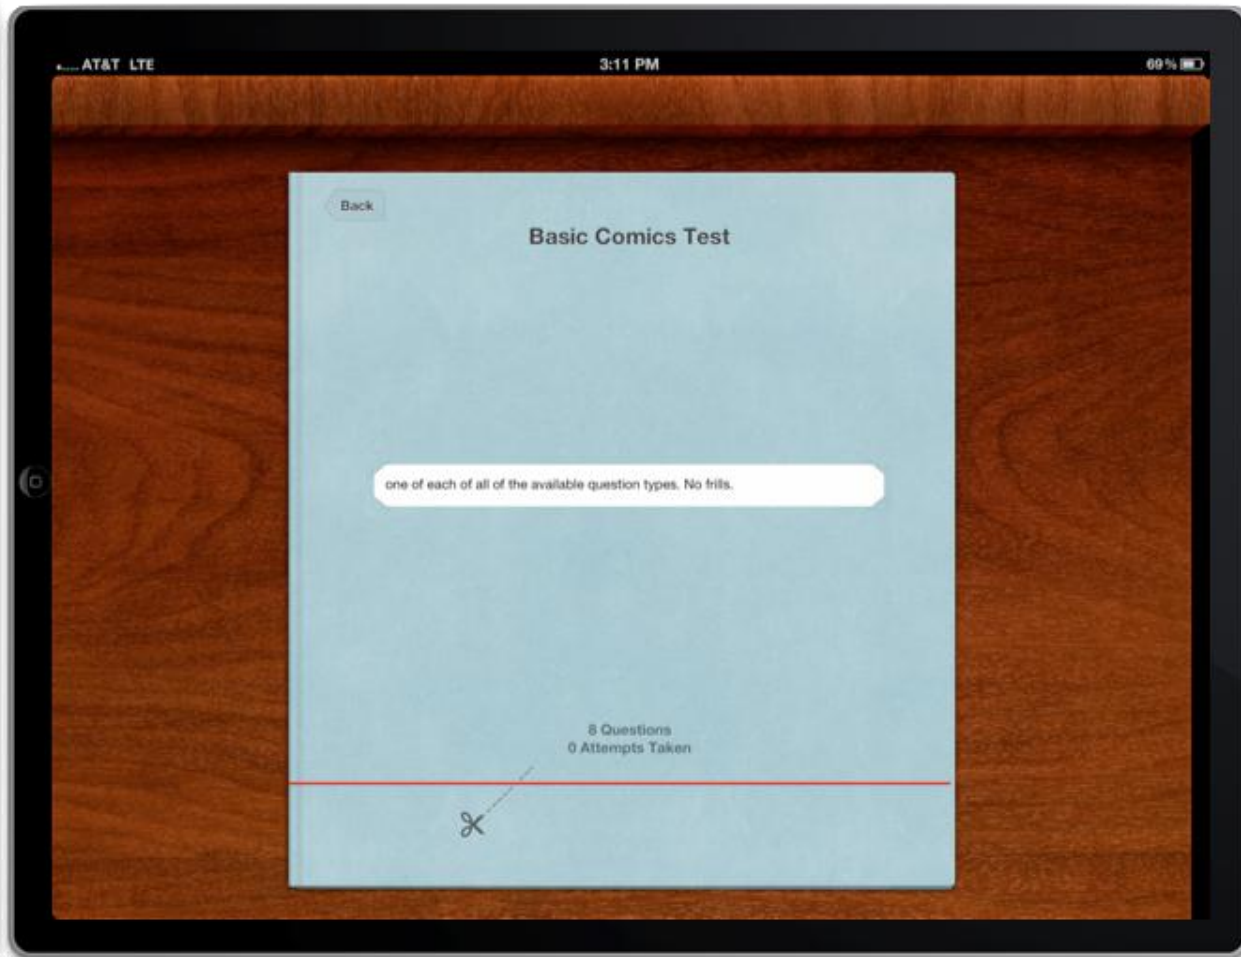 AT&T LTE 3:11 PM 69%
Back
Basic Comics Test
one of each of all of the available question types. No frills.
8 Questions
0 Attempts Taken